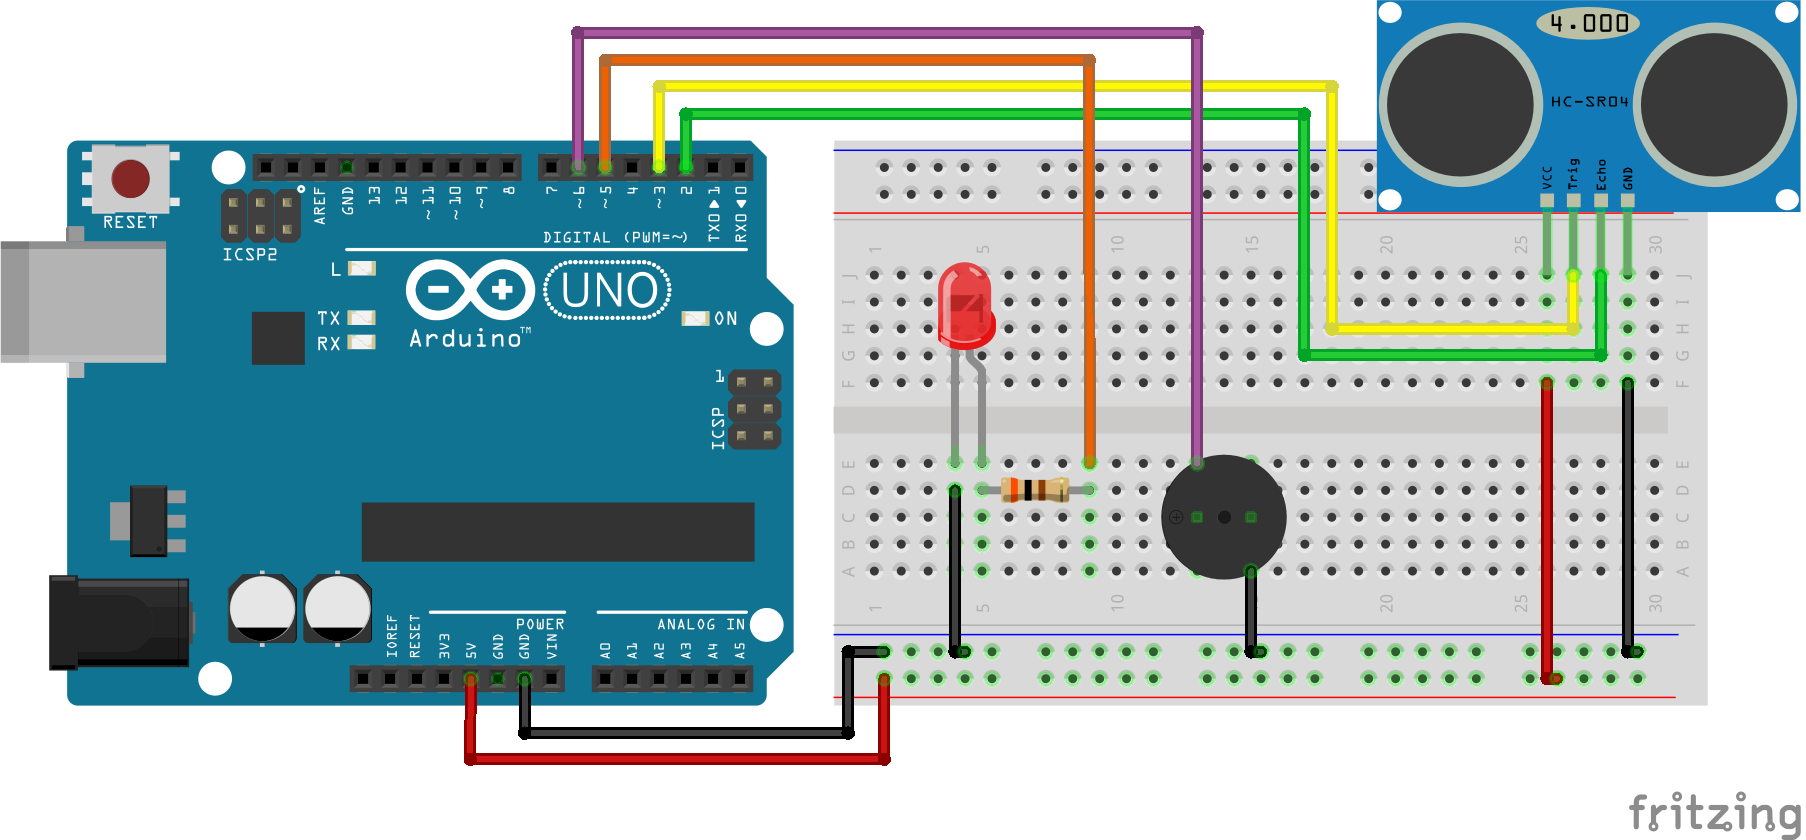 4.000
HC-SR04
VCC
Trig
Echo
GND
RESET
ICSP2
AREF
GND
13
12
~11
~10
~9
8
7
~6
~5
4
~3
2
TX0▶1
RX0◀0
DIGITAL (PWM=~)
L
TX
RX
UNO
Arduino™
ON
1
ICSP
IOREF
RESET
3V3
5V
GND
GND
VIN
POWER
A0
A1
A2
A3
A4
A5
ANALOG IN
1
5
10
15
20
25
30
J
I
H
G
F
E
D
C
B
A
J
I
H
G
F
E
D
C
B
A
1
5
10
15
20
25
30
fritzing